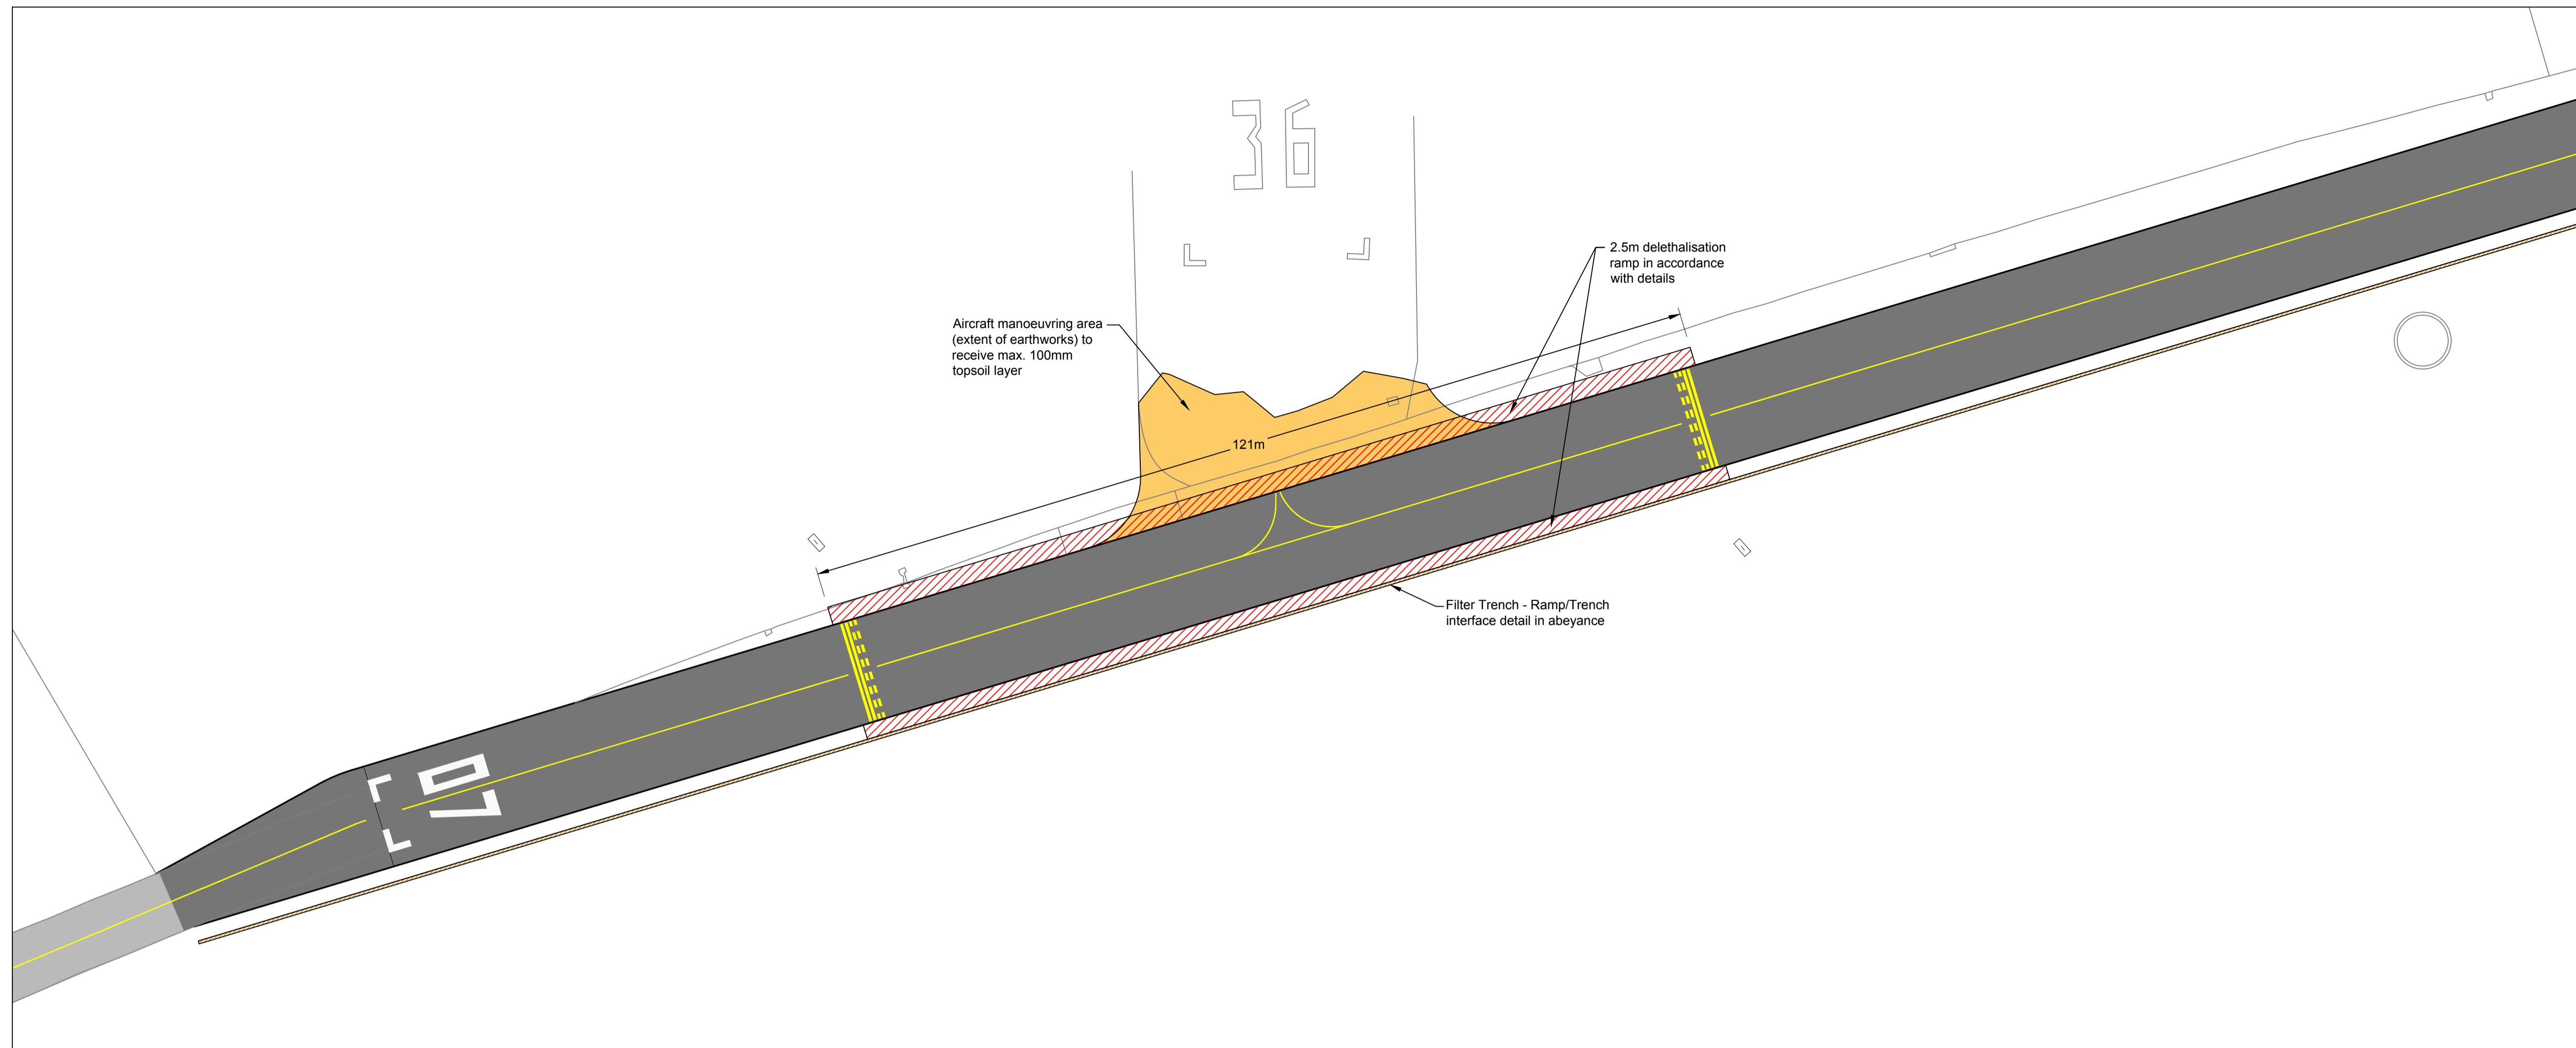 36
2.5m delethalisation
ramp in accordance
with details
Aircraft manoeuvring area
(extent of earthworks) to
receive max. 100mm
topsoil layer
121m
Filter Trench - Ramp/Trench
interface detail in abeyance
07